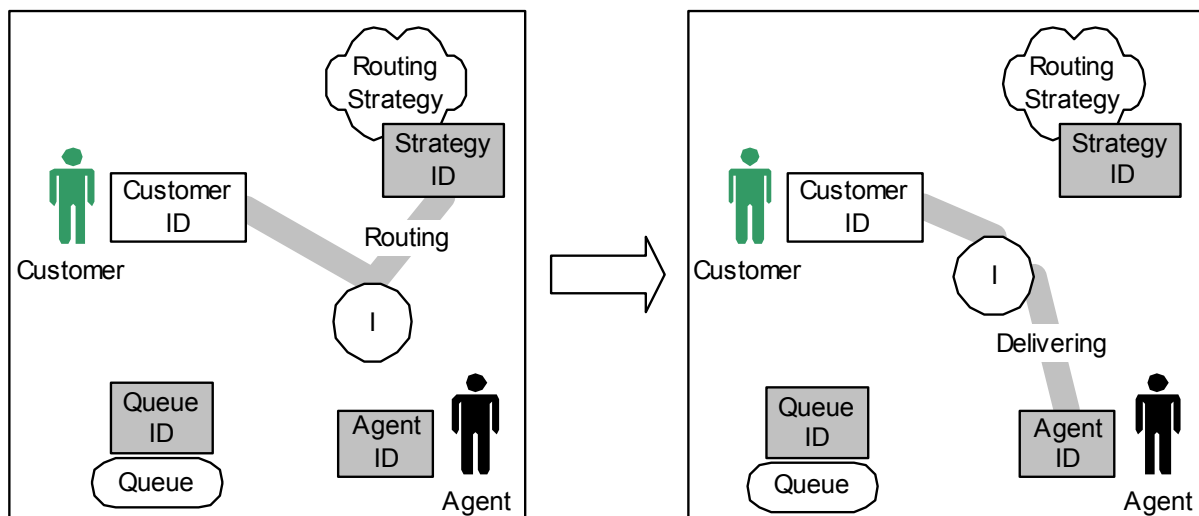 Routing
Strategy
Strategy
ID
Customer
ID
Routing
Customer
I
Queue
ID
Queue
Agent
ID
Agent
Routing
Strategy
Strategy
ID
Customer
ID
Customer
I
Delivering
Queue
ID
Queue
Agent
ID
Agent